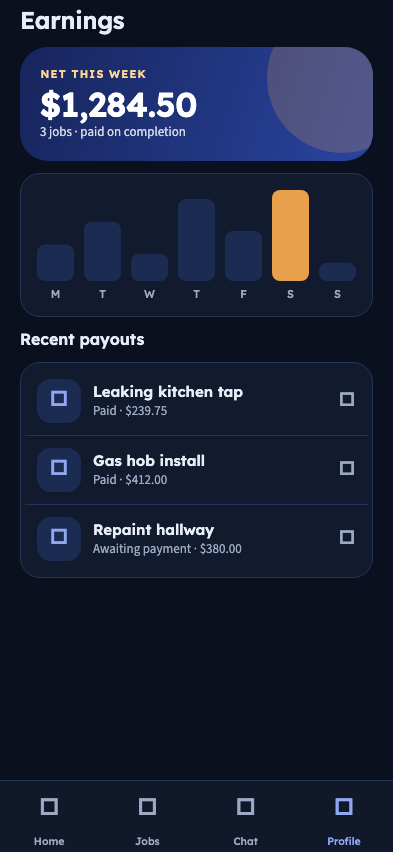 Earnings
NET THIS WEEK
$1,284.50
3 jobs · paid on completion
M T W T F S S
Recent payouts
Leaking kitchen tap
Paid · $239.75
Gas hob install
Paid · $412.00
Repaint hallway
Awaiting payment · $380.00
Home Jobs Chat Profile